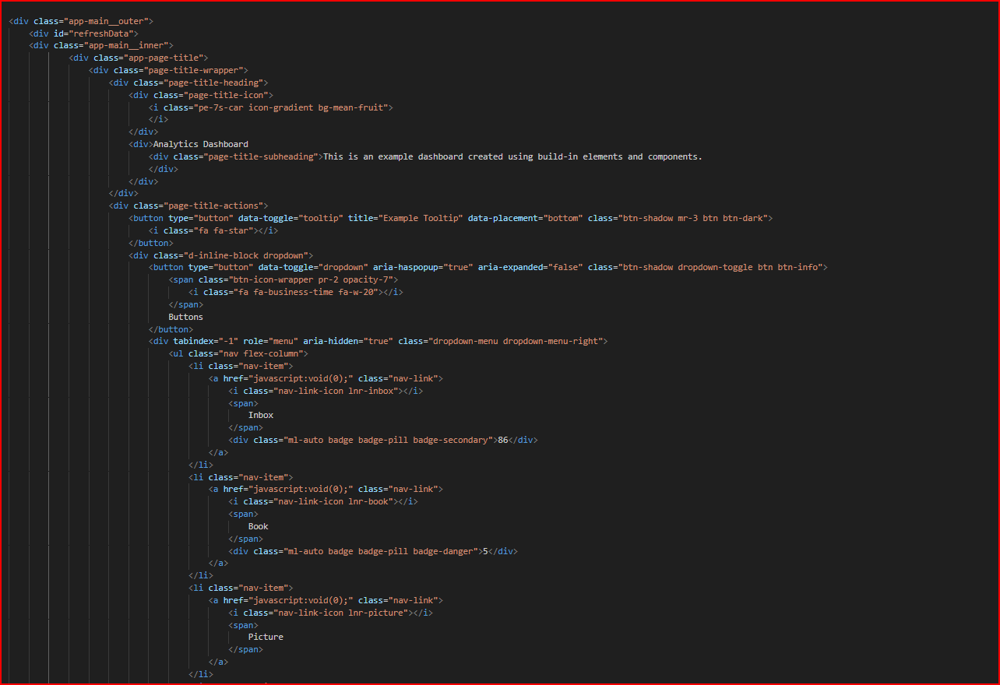 <div class="app-main__outer">
<div id="refreshData">
<div class="app-main__inner">
<div class="app-page-title">
<div class="page-title-wrapper">
<div class="page-title-heading">
<div class="page-title-icon">
<i class="pe-7s-car icon-gradient bg-mean-fruit">
</i>
</div>
<div>Analytics Dashboard
<div class="page-title-subheading">This is an example dashboard created using build-in elements and components.
</div>
</div>
</div>
<div class="page-title-actions">
<button type="button" data-toggle="tooltip" title="Example Tooltip" data-placement="bottom" class="btn-shadow mr-3 btn btn-dark">
<i class="fa fa-star"></i>
</button>
<div class="d-inline-block dropdown">
<button type="button" data-toggle="dropdown" aria-haspopup="true" aria-expanded="false" class="btn-shadow dropdown-toggle btn btn-info">
<span class="btn-icon-wrapper pr-2 opacity-7">
<i class="fa fa-business-time fa-w-20"></i>
</span>
Buttons
</button>
<div tabindex="-1" role="menu" aria-hidden="true" class="dropdown-menu dropdown-menu-right">
<ul class="nav flex-column">
<li class="nav-item">
<a href="javascript:void(0);" class="nav-link">
<i class="nav-link-icon lnr-inbox"></i>
<span>
Inbox
</span>
<div class="ml-auto badge badge-pill badge-secondary">86</div>
</a>
</li>
<li class="nav-item">
<a href="javascript:void(0);" class="nav-link">
<i class="nav-link-icon lnr-book"></i>
<span>
Book
</span>
<div class="ml-auto badge badge-pill badge-danger">5</div>
</a>
</li>
<li class="nav-item">
<a href="javascript:void(0);" class="nav-link">
<i class="nav-link-icon lnr-picture"></i>
<span>
Picture
</span>
</a>
</li>